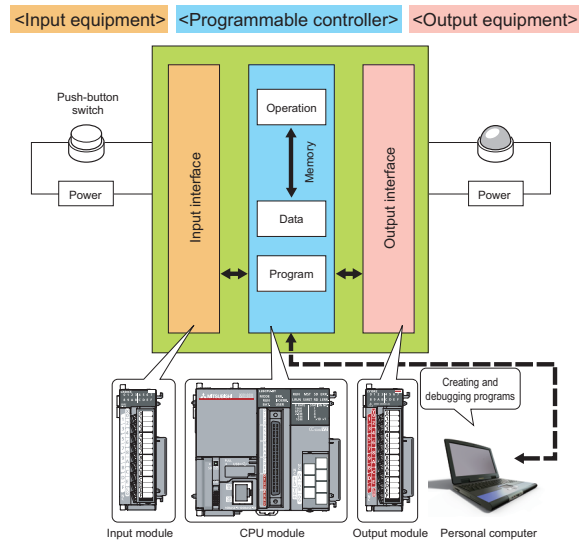 <Input equipment> <Programmable controller> <Output equipment>
Push-button
switch
Power
Input interface
Operation
Memory
Data
Program
Output interface
Power
Creating and
debugging programs
MITSUBISHI
Input module
CPU module
Output module
Personal computer